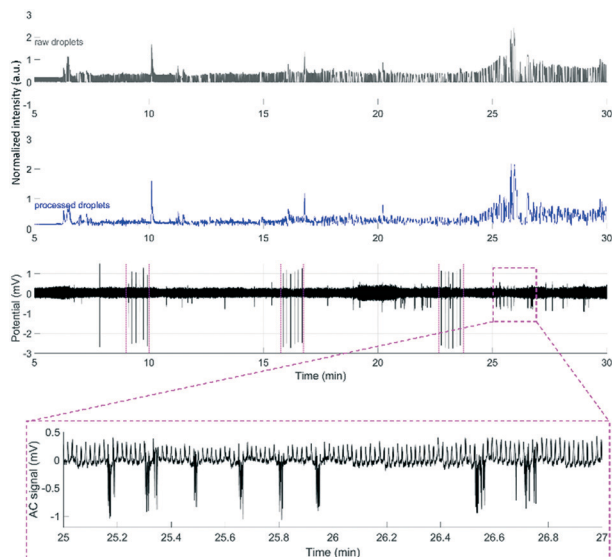 Normalized intensity (a.u.)
3
raw droplets
2
1
0
-1
5 10 15 20 25 30
3
2
1
processed droplets
0
5 10 15 20 25 30
Potential (mV)
1
0
-1
-2
-3
5 10 15 20 25 30
Time (min)
AC signal (mV)
0.5
0
-0.5
-1
25 25.2 25.4 25.6 25.8 26 26.2 26.4 26.6 26.8 27
Time (min)